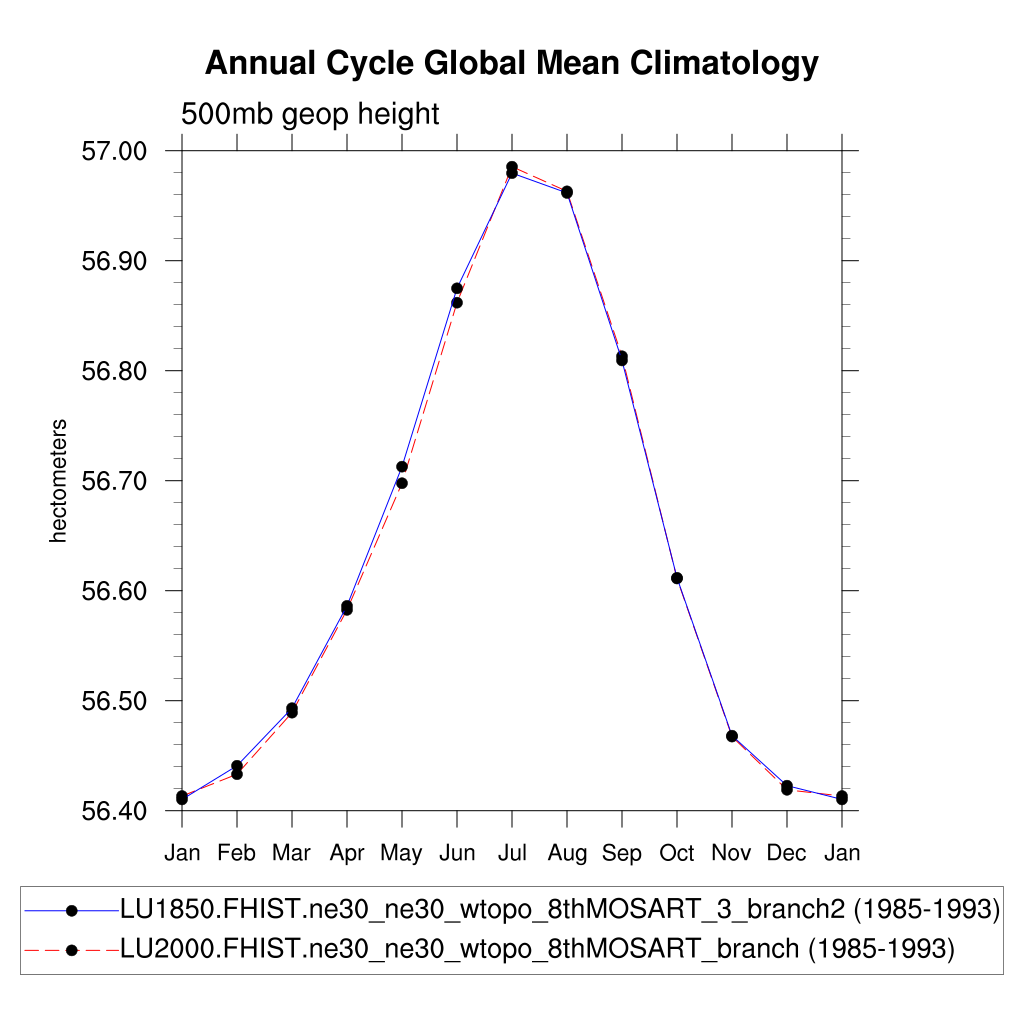 Annual Cycle Global Mean Climatology
500mb geop height
57.00
56.90
56.80
56.70
56.60
56.50
56.40
hectometers
Jan Feb Mar Apr May Jun Jul Aug Sep Oct Nov Dec Jan
LU1850.FHIST.ne30_ne30_wtopo_8thMOSART_3_branch2 (1985-1993)
LU2000.FHIST.ne30_ne30_wtopo_8thMOSART_branch (1985-1993)